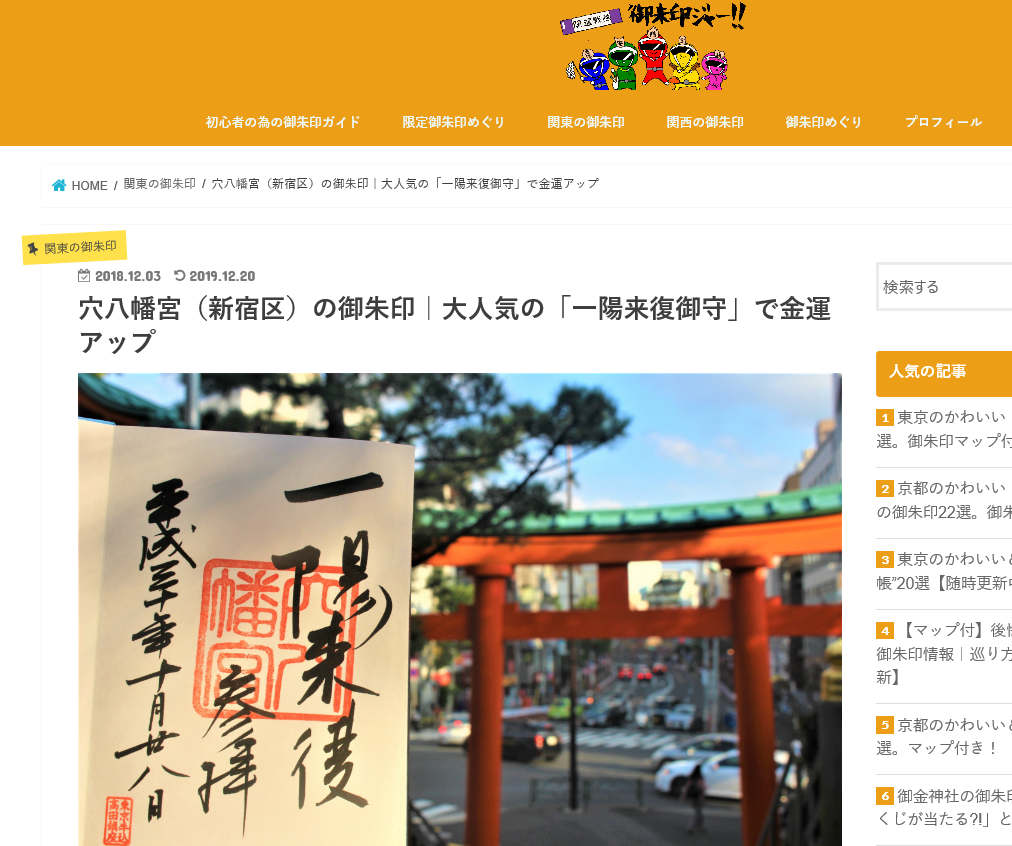 御朱印ジャー!!
初心者の為の御朱印ガイド
限定御朱印めぐり
関東の御朱印
関西の御朱印
御朱印めぐり
プロフィール
HOME / 関東の御朱印 / 穴八幡宮（新宿区）の御朱印｜大人気の「一陽来復御守」で金運アップ
関東の御朱印
2018.12.03 2019.12.20
穴八幡宮（新宿区）の御朱印｜大人気の「一陽来復御守」で金運
アップ
一陽来復
参拝
平成三十年十月廿八日
穴八幡宮
検索する
人気の記事
1 東京のかわいい
選。御朱印マップ付
2 京都のかわいい
の御朱印22選。御朱
3 東京のかわいい
帳”20選【随時更新
4 【マップ付】後
御朱印情報｜巡り方
新】
5 京都のかわいい
選。マップ付き！
6 御金神社の御朱印
くじが当たる?!」と